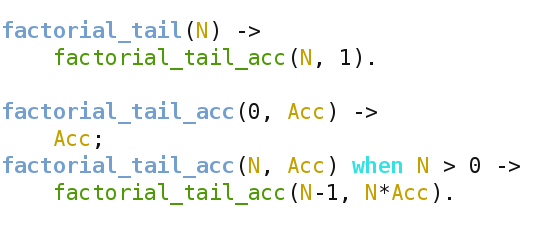 factorial_tail(N) ->
    factorial_tail_acc(N, 1).

factorial_tail_acc(0, Acc) ->
    Acc;
factorial_tail_acc(N, Acc) when N > 0 ->
    factorial_tail_acc(N-1, N*Acc).